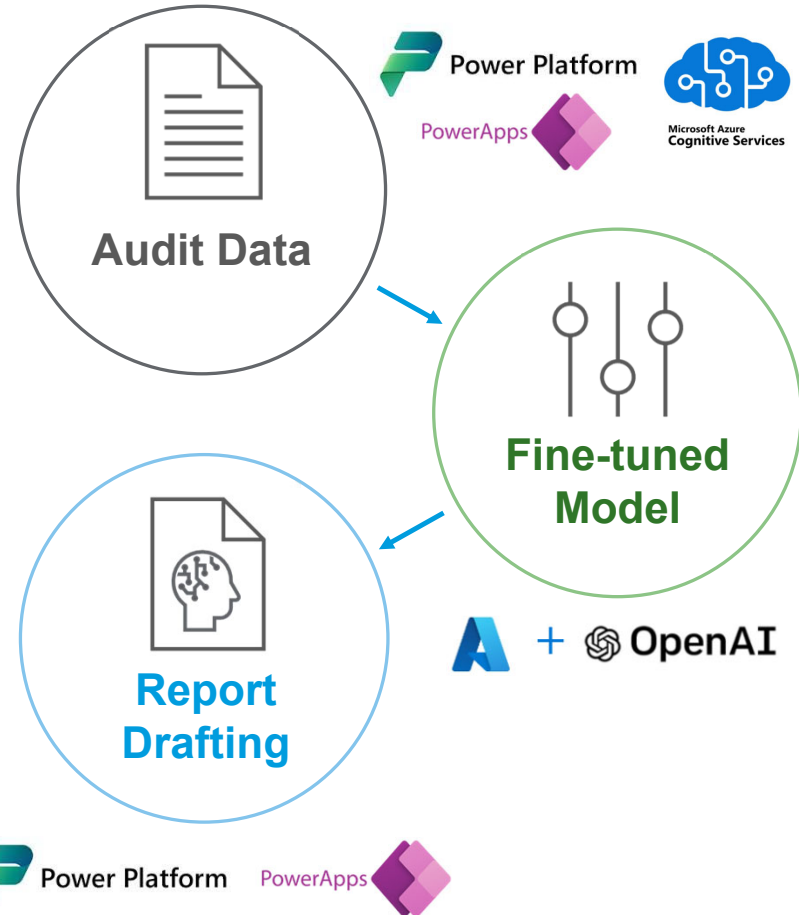 Power Platform
PowerApps
Microsoft Azure
Cognitive Services
Audit Data
Fine-tuned
Model
+ OpenAI
Report
Drafting
Power Platform PowerApps